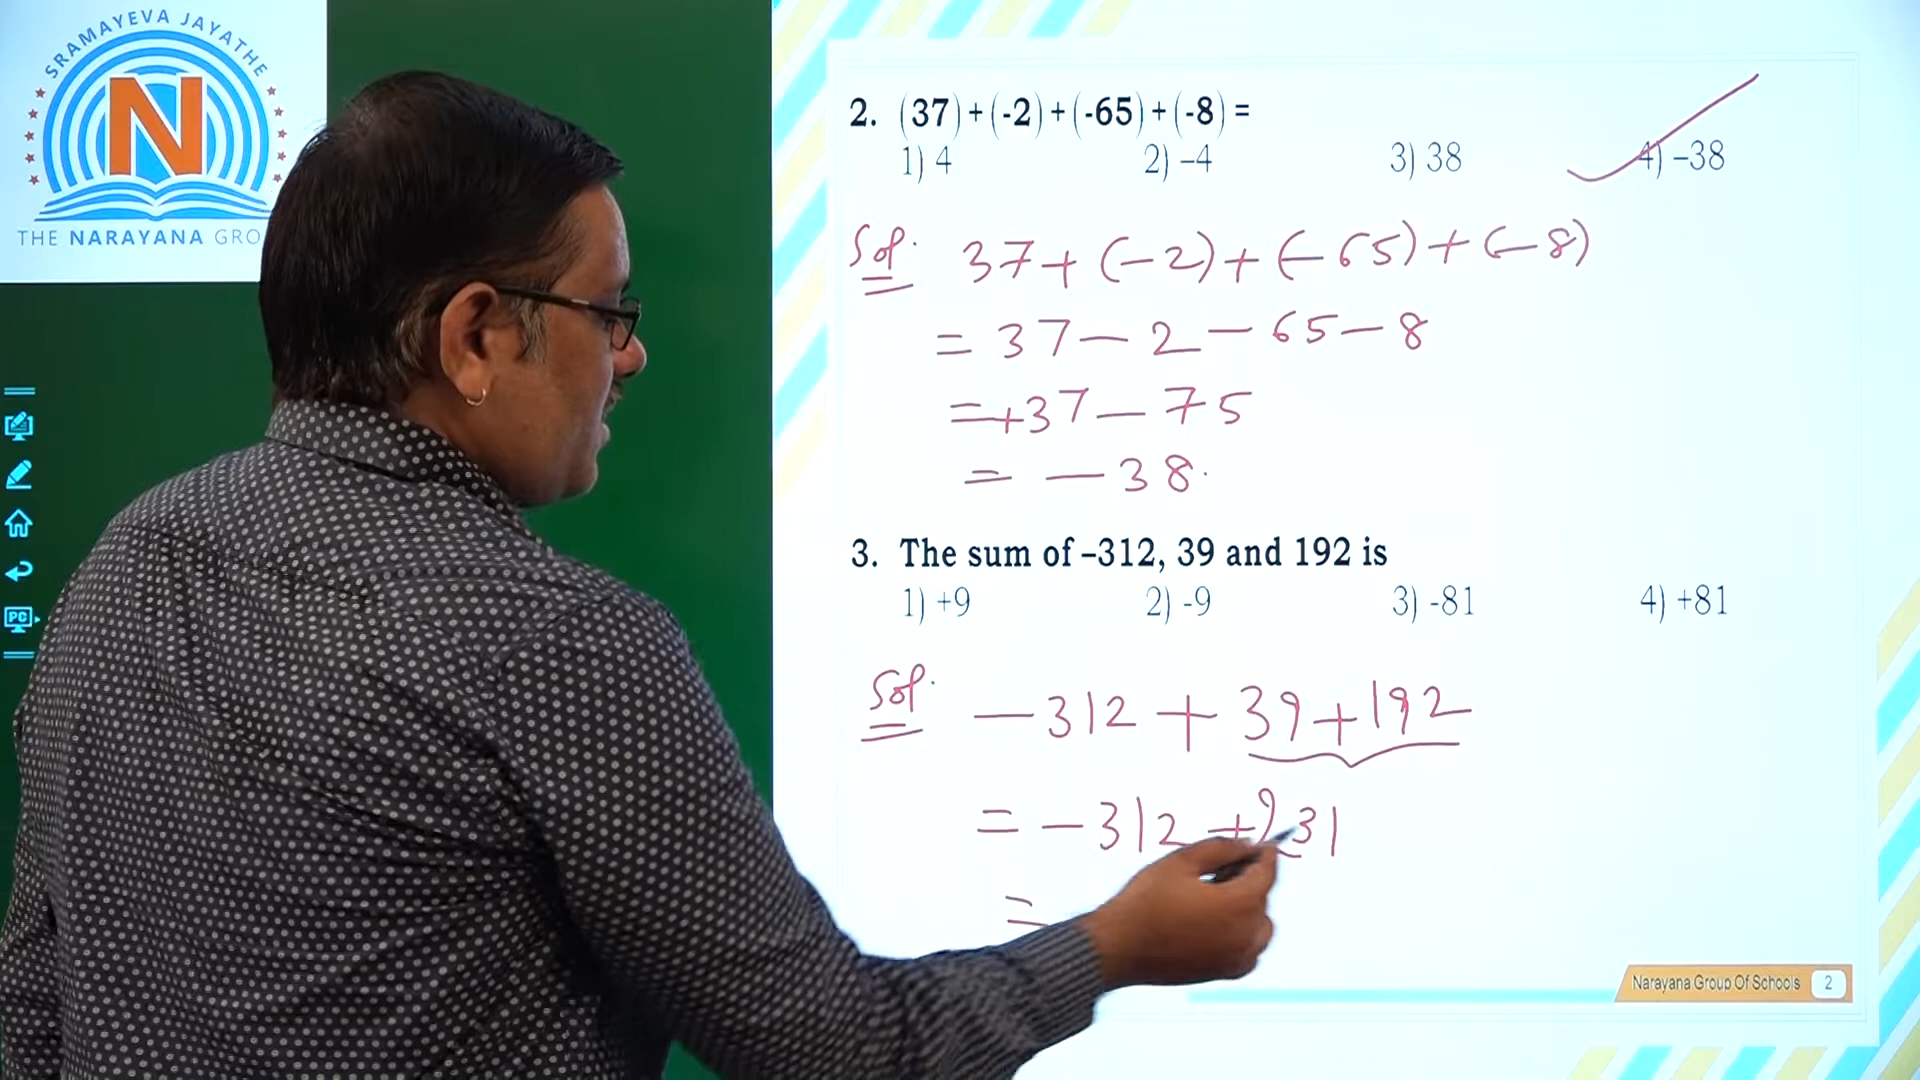 SRAMAYEVA JAYATHE
N
THE NARAYANA GRO
PC
2. (37)+(-2)+(-65)+(-8) =
1) 4 2) –4 3) 38 4) –38
Sol. 37+(-2)+(-65)+(-8)
= 37-2-65-8
=+37-75
= -38.
3. The sum of –312, 39 and 192 is
1) +9 2) -9 3) -81 4) +81
Sol. -312+39+192
= -312+231
=
Narayana Group Of Schools 2